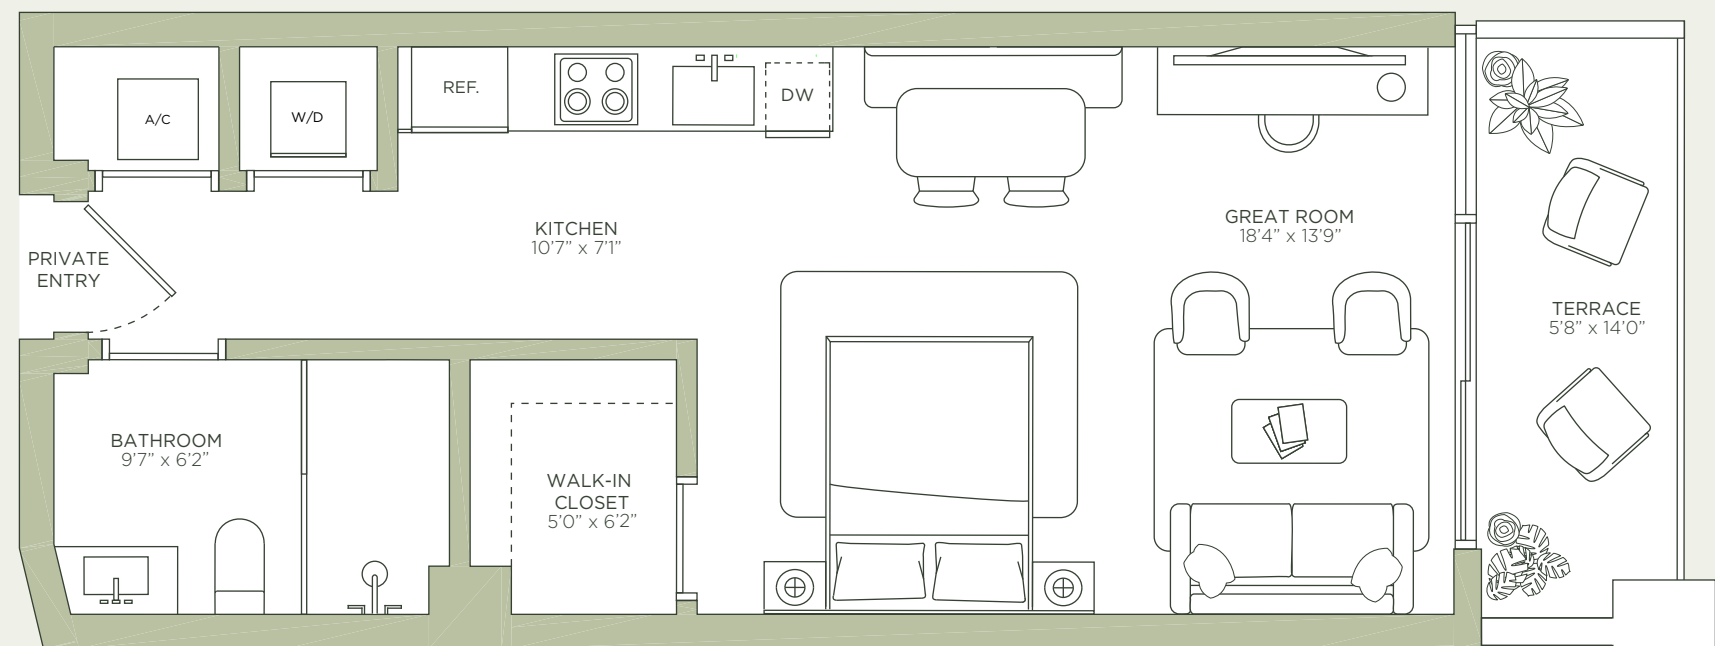 A/C
W/D
REF.
DW
PRIVATE
ENTRY
KITCHEN
10'7" x 7'1"
GREAT ROOM
18'4" x 13'9"
TERRACE
5'8" x 14'0"
BATHROOM
9'7" x 6'2"
WALK-IN
CLOSET
5'0" x 6'2"